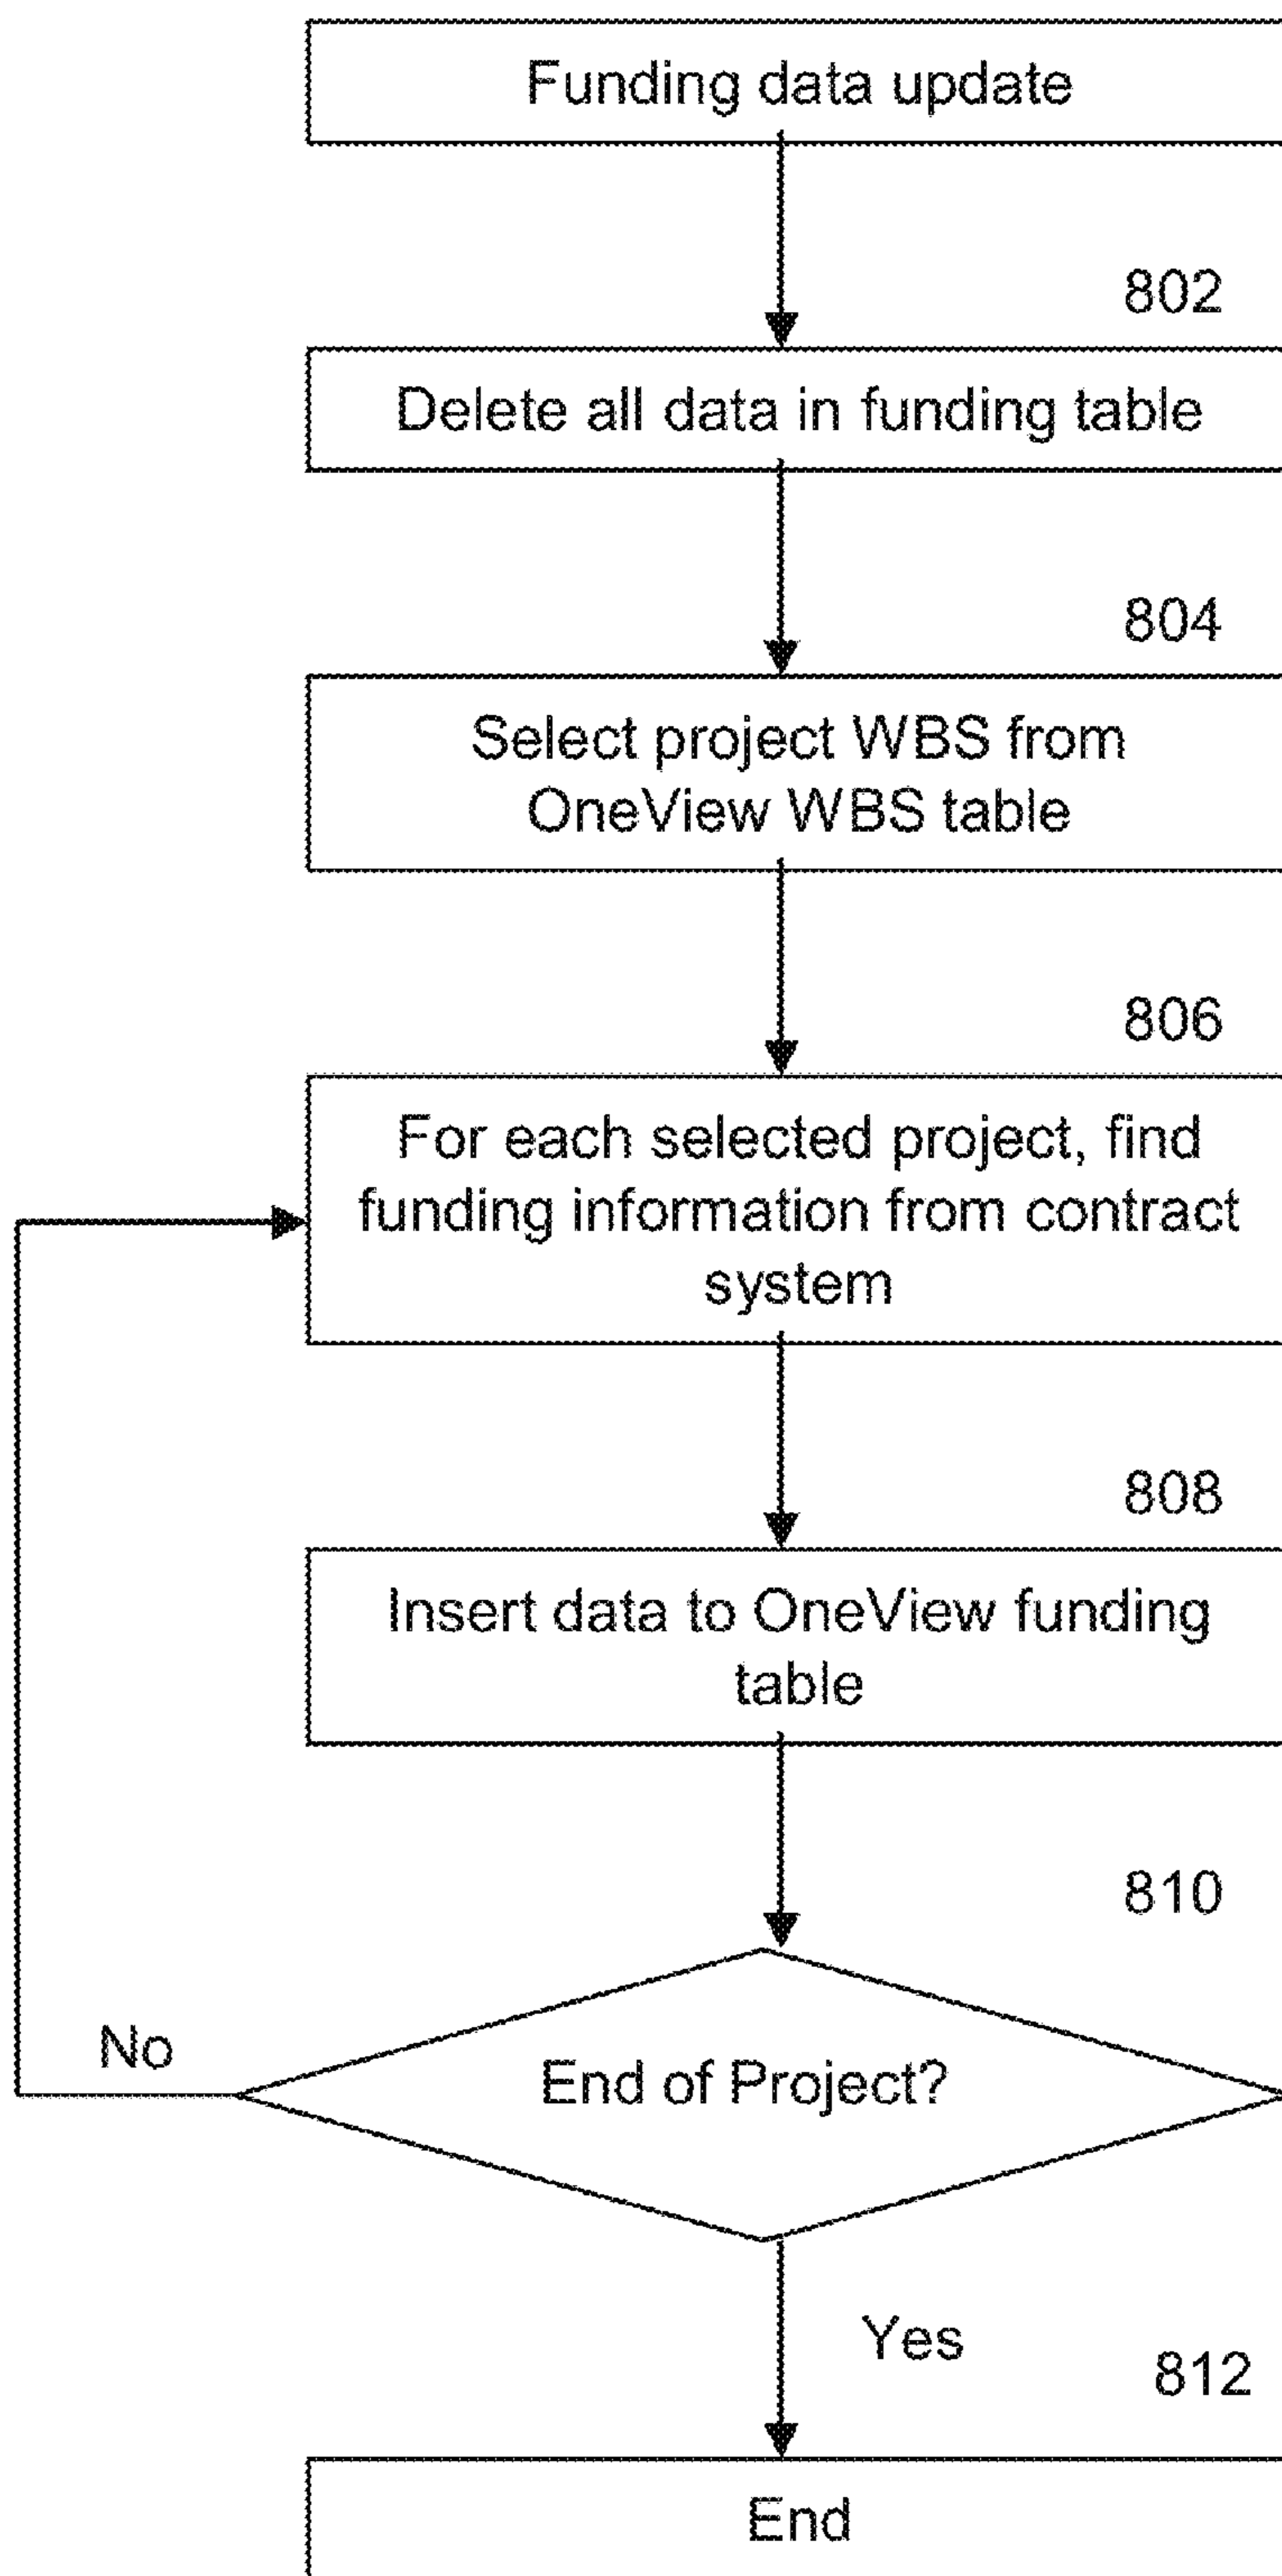 Funding data update
802
Delete all data in funding table
804
Select project WBS from
OneView WBS table
806
For each selected project, find
funding information from contract
system
808
Insert data to OneView funding
table
810
No
End of Project?
Yes
812
End